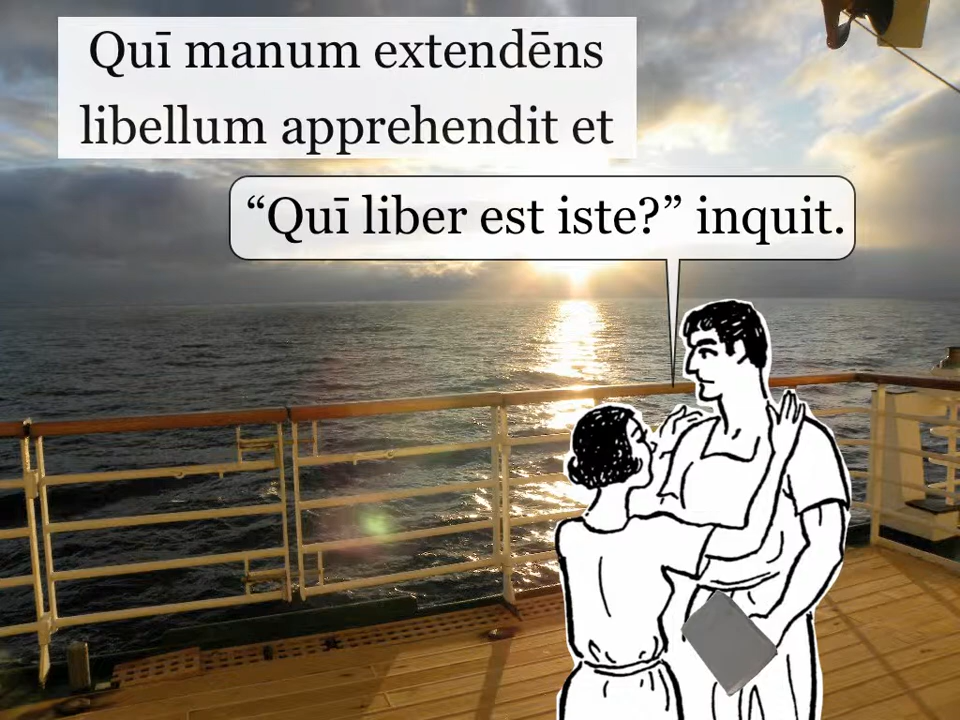 Quī manum extendēns
libellum apprehendit et
“Quī liber est iste?” inquit.